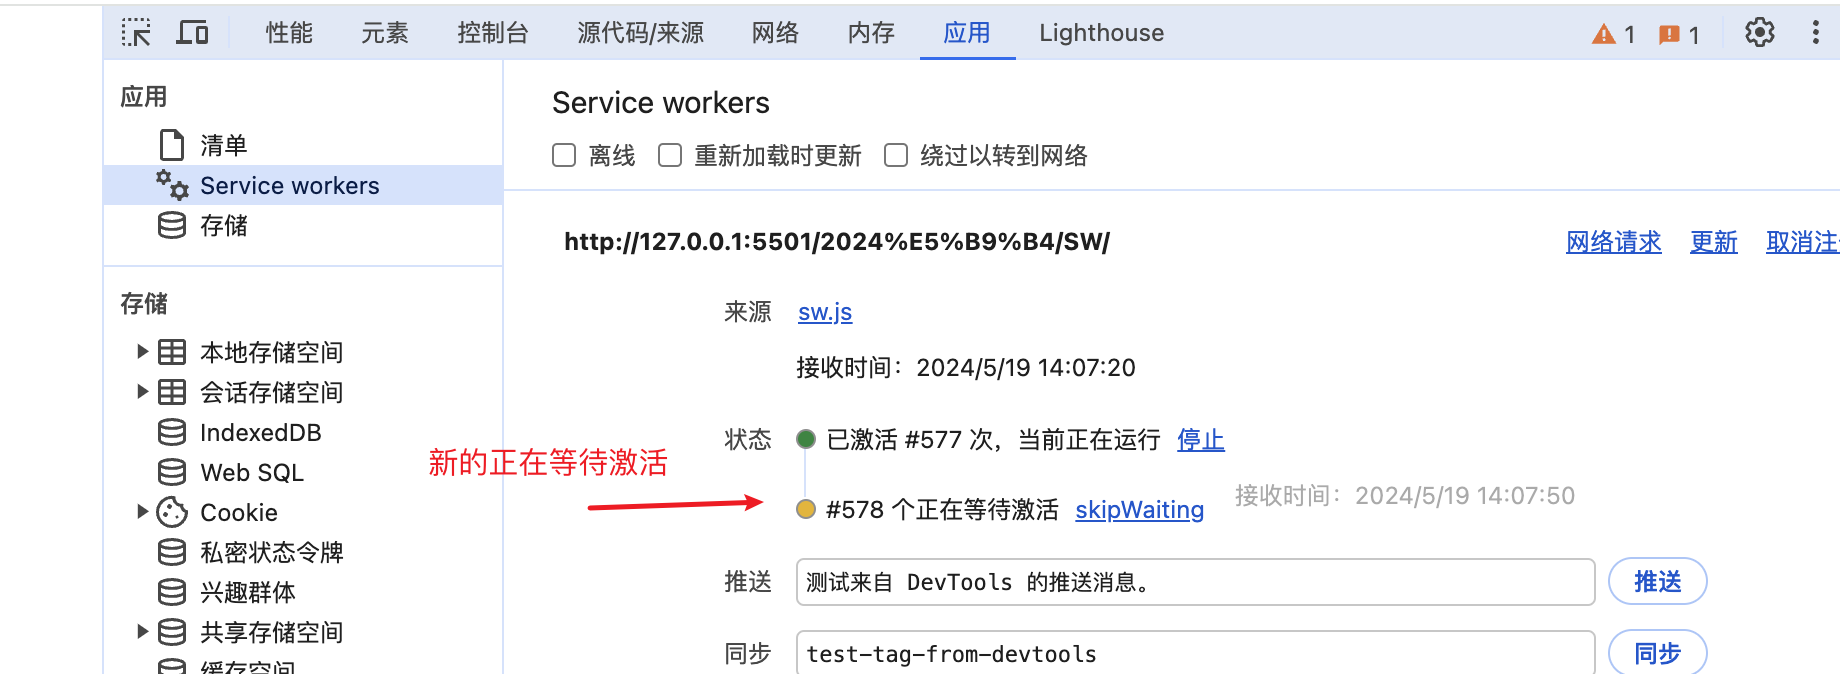 性能 元素 控制台 源代码/来源 网络 内存 应用 Lighthouse 1 1
应用
清单
Service workers
存储
存储
本地存储空间
会话存储空间
IndexedDB
Web SQL
Cookie
私密状态令牌
兴趣群体
共享存储空间
缓存空间
Service workers
离线 重新加载时更新 绕过以转到网络
http://127.0.0.1:5501/2024%E5%B9%B4/SW/ 网络请求 更新 取消注
来源 sw.js
接收时间：2024/5/19 14:07:20
状态 已激活 #577 次，当前正在运行 停止
新的正在等待激活
#578 个正在等待激活 skipWaiting 接收时间：2024/5/19 14:07:50
推送 测试来自 DevTools 的推送消息。 推送
同步 test-tag-from-devtools 同步